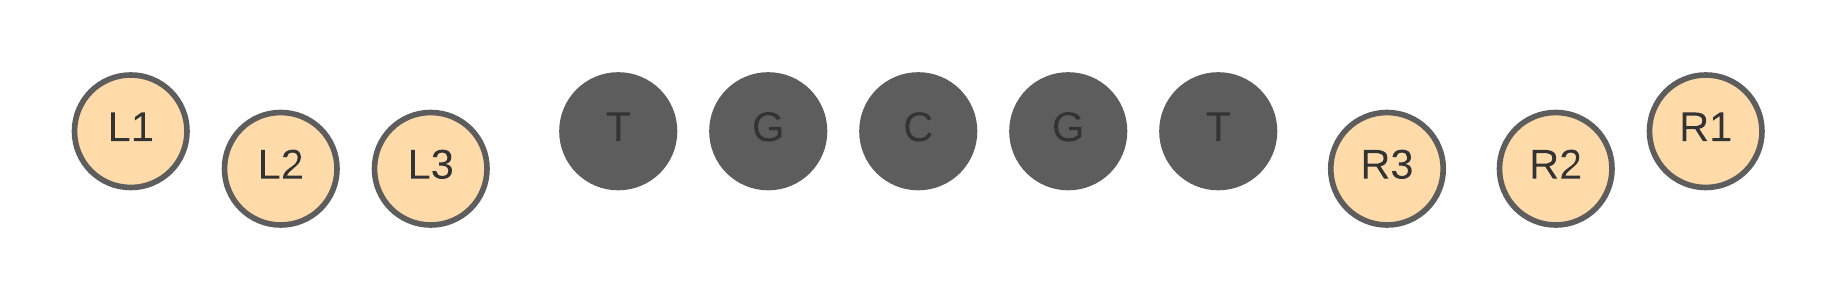 L1 L2 L3 T G C G T R3 R2 R1